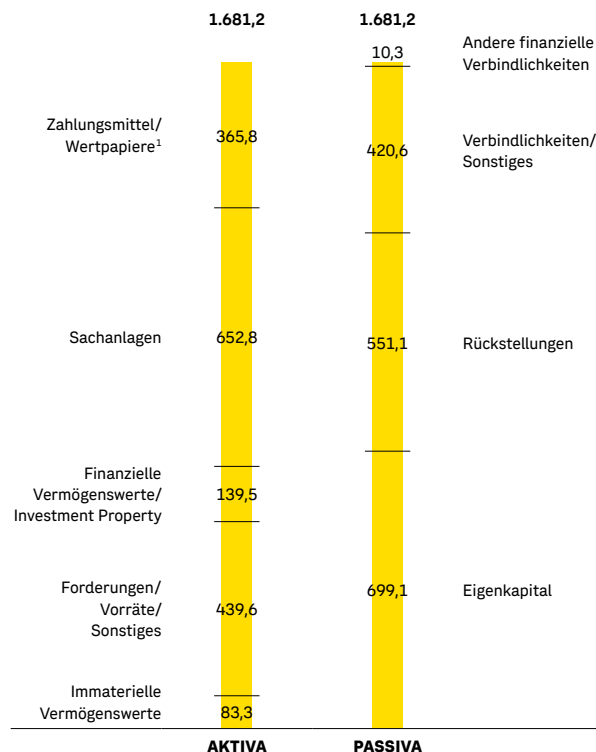 1.681,2 1.681,2
10,3
Andere finanzielle
Verbindlichkeiten
Zahlungsmittel/
Wertpapiere¹
365,8
420,6
Verbindlichkeiten/
Sonstiges
Sachanlagen
652,8
551,1
Rückstellungen
Finanzielle
Vermögenswerte/
Investment Property
139,5
Forderungen/
Vorräte/
Sonstiges
439,6
699,1
Eigenkapital
Immaterielle
Vermögenswerte
83,3
AKTIVA PASSIVA